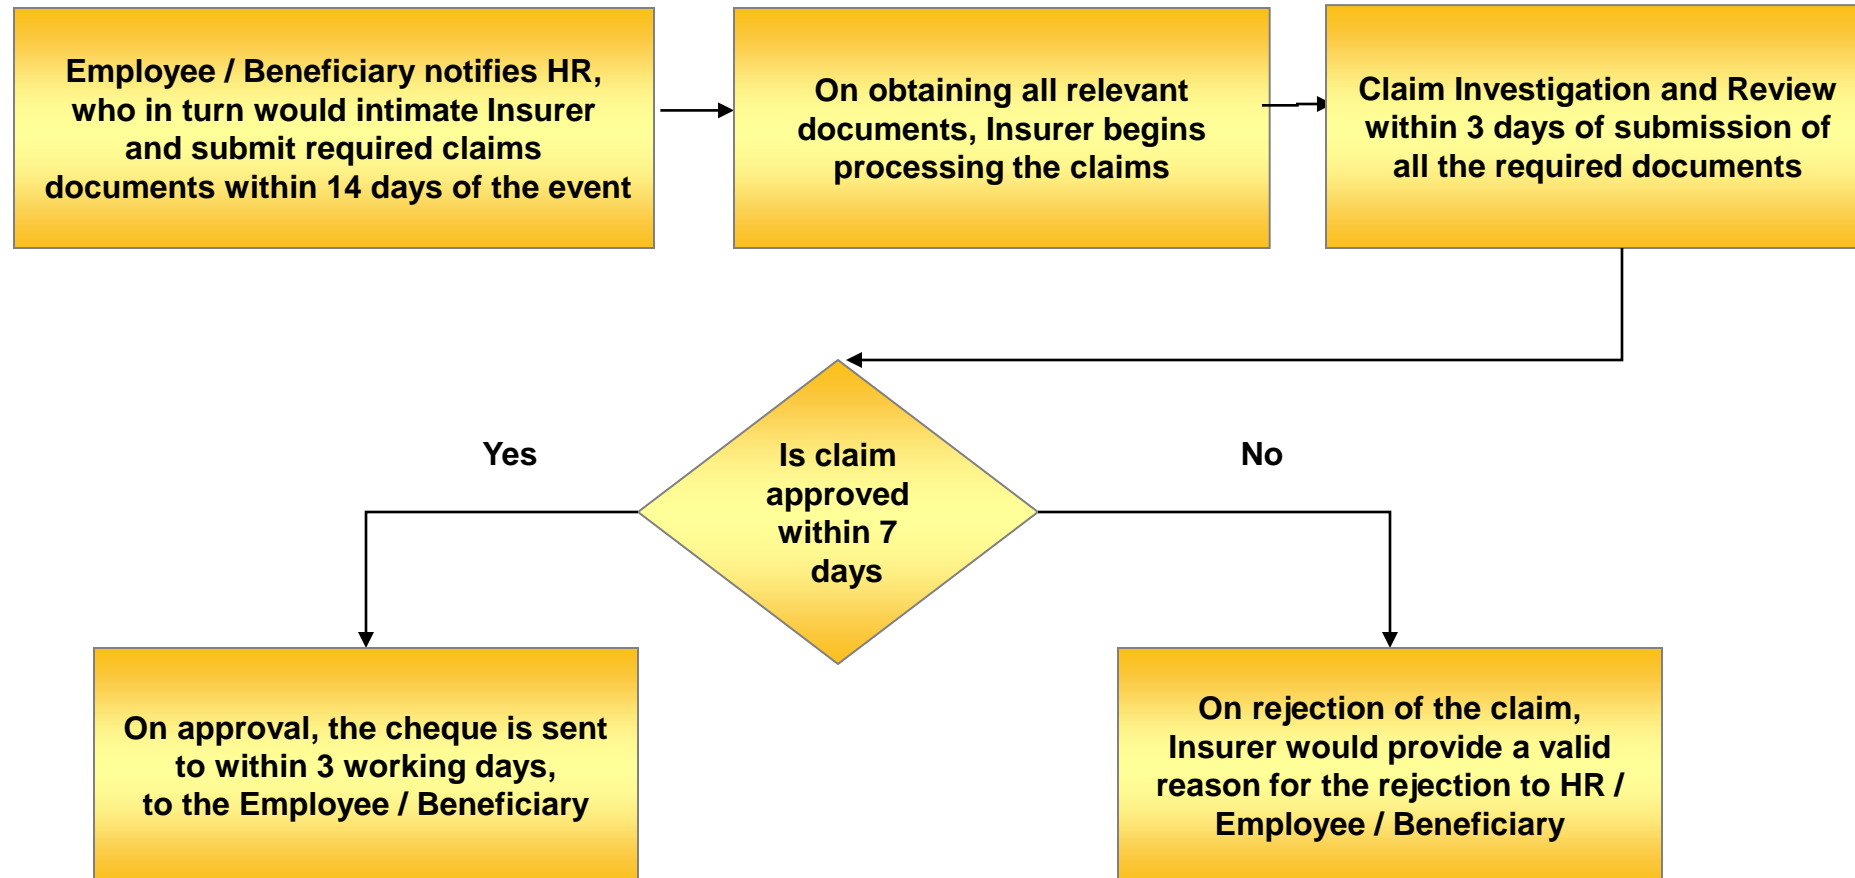 Employee / Beneficiary notifies HR,
who in turn would intimate Insurer
and submit required claims
documents within 14 days of the event
On obtaining all relevant
documents, Insurer begins
processing the claims
Claim Investigation and Review
within 3 days of submission of
all the required documents
Yes
Is claim
approved
within 7
days
No
On approval, the cheque is sent
to within 3 working days,
to the Employee / Beneficiary
On rejection of the claim,
Insurer would provide a valid
reason for the rejection to HR /
Employee / Beneficiary